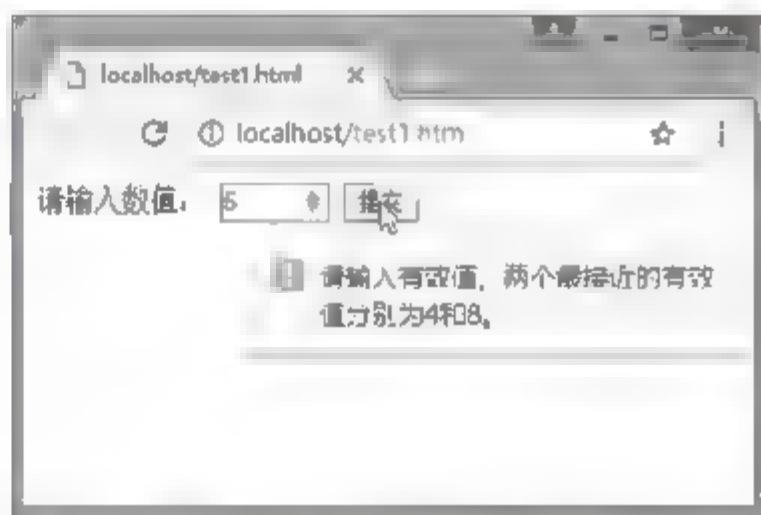 localhost/test1.html
localhost/test1.htm
请输入数值：
5
提交
请输入有效值。两个最接近的有效
值分别为4和8。